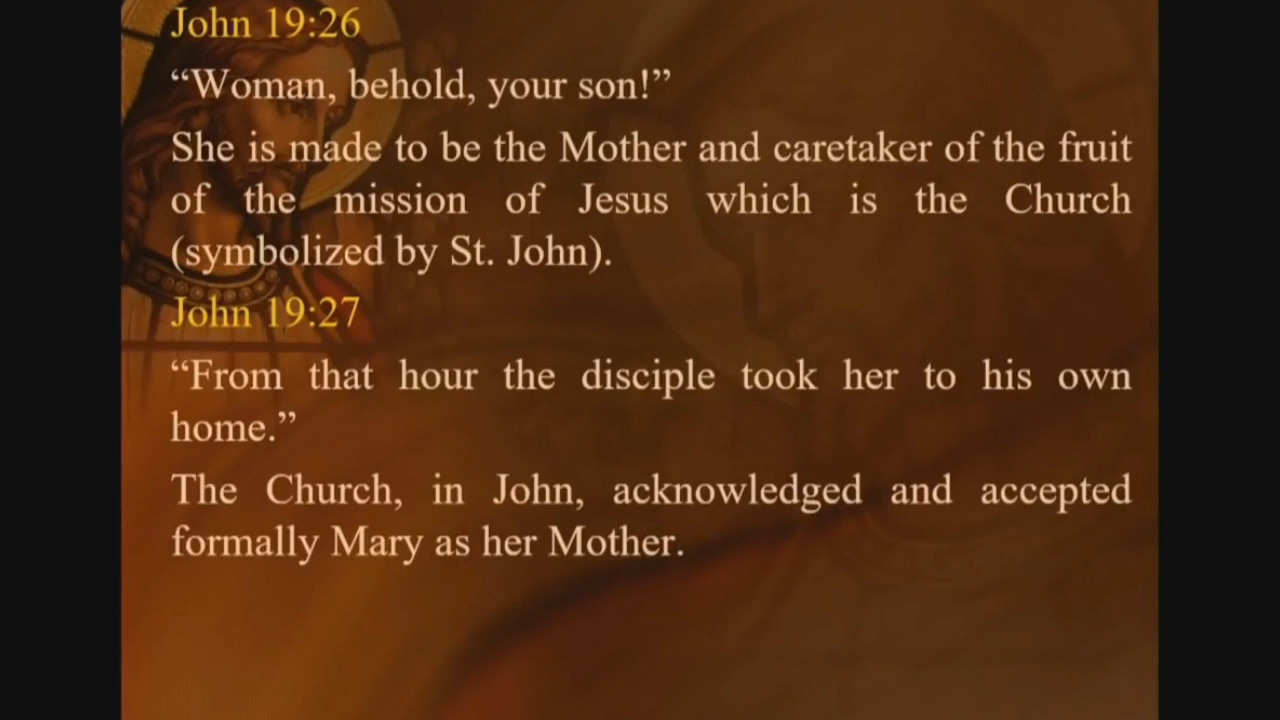 John 19:26
“Woman, behold, your son!”
She is made to be the Mother and caretaker of the fruit
of the mission of Jesus which is the Church
(symbolized by St. John).
John 19:27
“From that hour the disciple took her to his own
home.”
The Church, in John, acknowledged and accepted
formally Mary as her Mother.